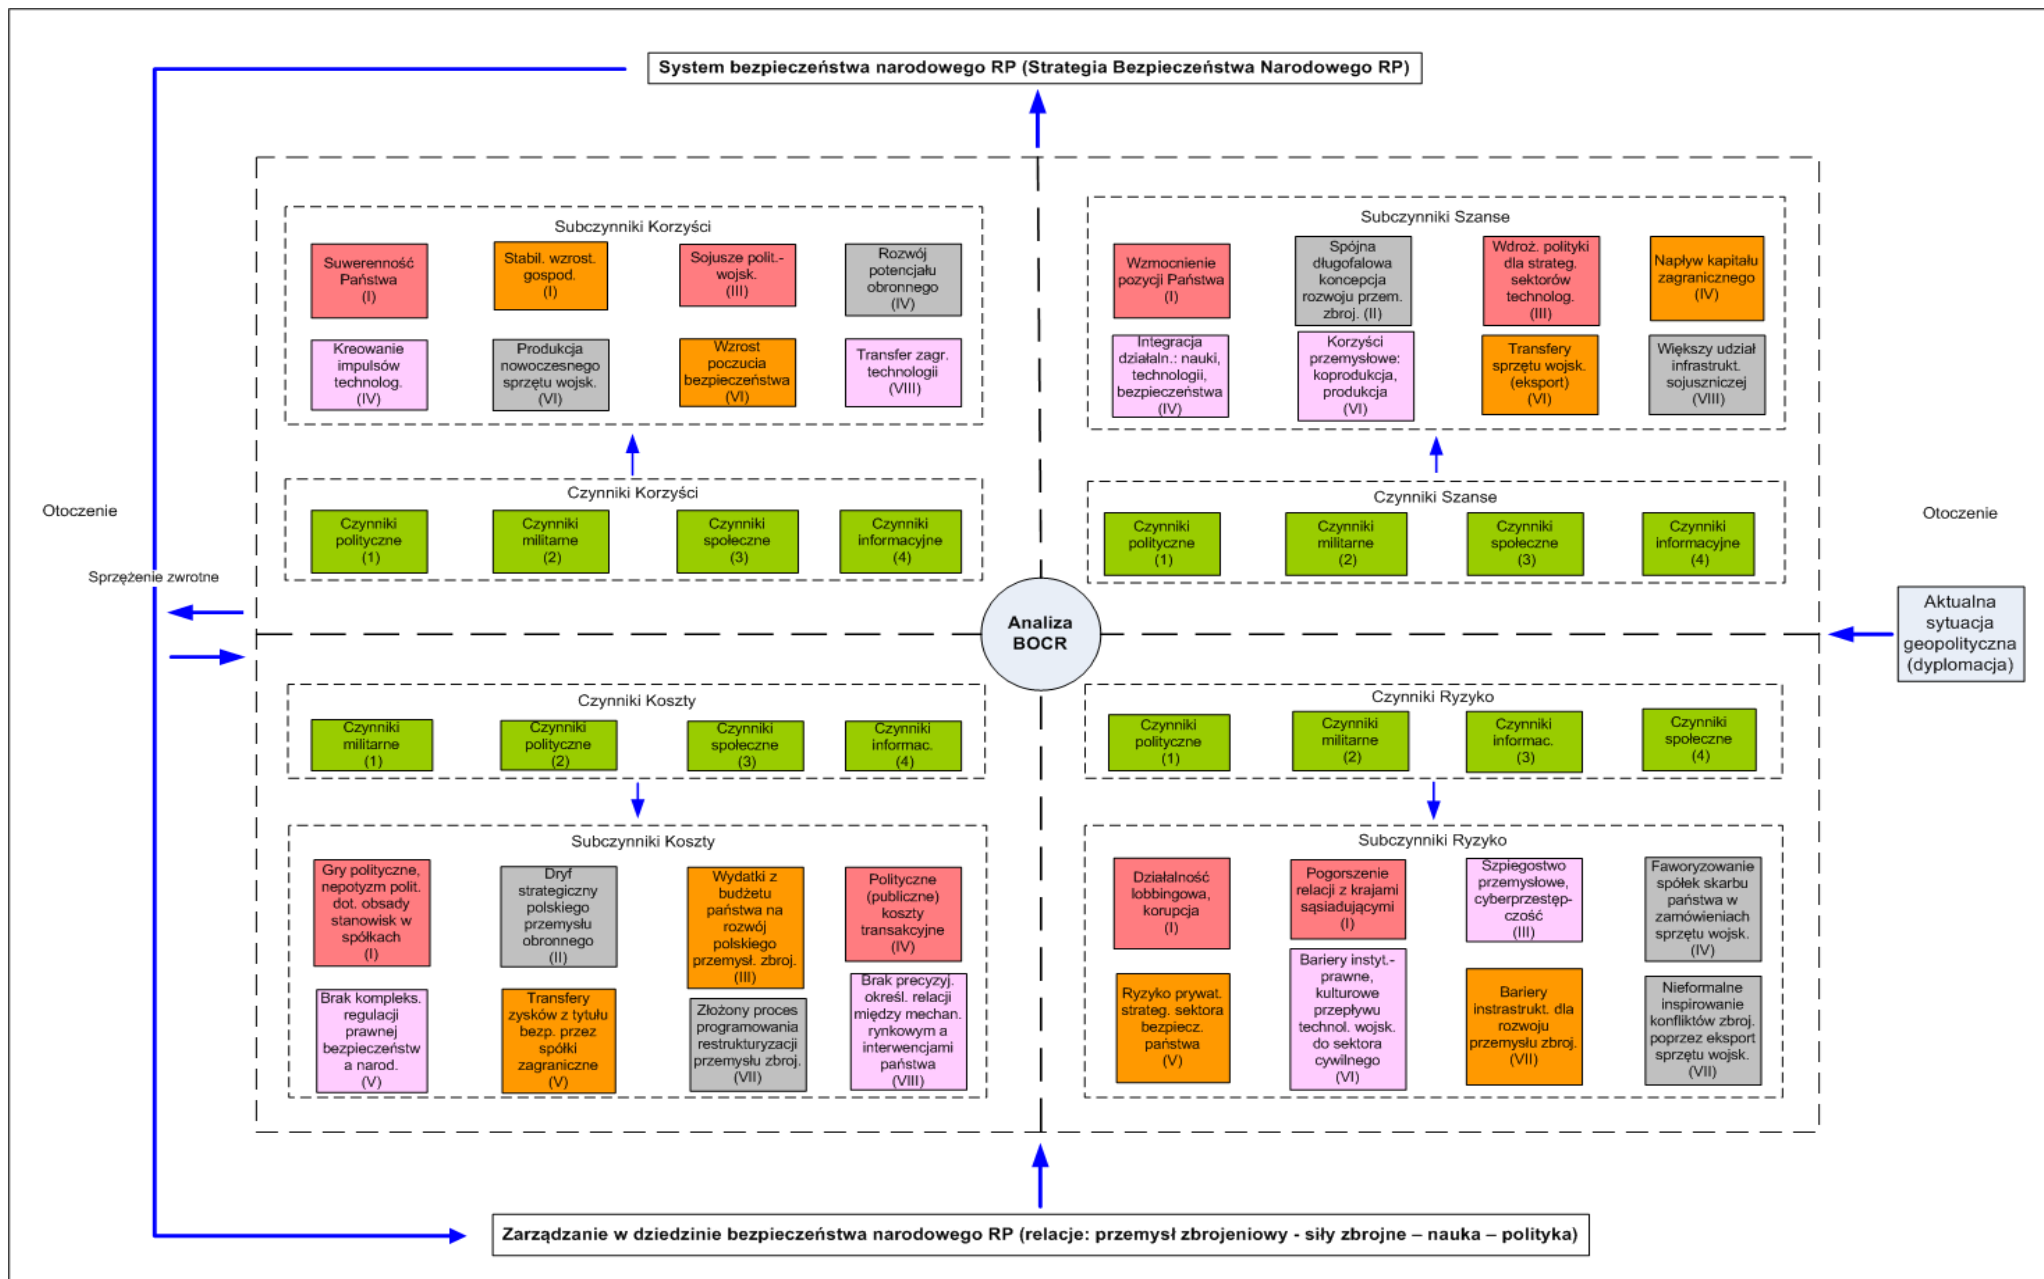 System bezpieczeństwa narodowego RP (Strategia Bezpieczeństwa Narodowego RP)
Subczynniki Korzyści
Suwerenność
Państwa
(I)
Stabil. wzrost.
gospod.
(I)
Sojusze polit.-
wojsk.
(III)
Rozwój
potencjału
obronnego
(IV)
Kreowanie
impulsów
technolog.
(IV)
Produkcja
nowoczesnego
sprzętu wojsk.
(VI)
Wzrost
poczucia
bezpieczeństwa
(VI)
Transfer zagr.
technologii
(VIII)
Subczynniki Szanse
Wzmocnienie
pozycji Państwa
(I)
Spójna
długofalowa
koncepcja
rozwoju przem.
zbroj. (II)
Wdroż. polityki
dla strateg.
sektorów
technolog.
(III)
Napływ kapitału
zagranicznego
(IV)
Integracja
działaln.: nauki,
technologii,
bezpieczeństwa
(IV)
Korzyści
przemysłowe:
koprodukcja,
produkcja
(VI)
Transfery
sprzętu wojsk.
(eksport)
(VI)
Większy udział
infrastrukt.
sojuszniczej
(VIII)
Czynniki Korzyści
Czynniki
polityczne
(1)
Czynniki
militarne
(2)
Czynniki
społeczne
(3)
Czynniki
informacyjne
(4)
Czynniki Szanse
Czynniki
polityczne
(1)
Czynniki
militarne
(2)
Czynniki
społeczne
(3)
Czynniki
informacyjne
(4)
Otoczenie
Sprzężenie zwrotne
Otoczenie
Aktualna
sytuacja
geopolityczna
(dyplomacja)
Analiza
BOCR
Czynniki Koszty
Czynniki
militarne
(1)
Czynniki
polityczne
(2)
Czynniki
społeczne
(3)
Czynniki
informac.
(4)
Czynniki Ryzyko
Czynniki
polityczne
(1)
Czynniki
militarne
(2)
Czynniki
informac.
(3)
Czynniki
społeczne
(4)
Subczynniki Koszty
Gry polityczne,
nepotyzm polit.
dot. obsady
stanowisk w
spółkach
(I)
Dryf
strategiczny
polskiego
przemysłu
obronnego
(II)
Wydatki z
budżetu
państwa na
rozwój
polskiego
przemysł. zbroj.
(III)
Polityczne
(publiczne)
koszty
transakcyjne
(IV)
Brak kompleks.
regulacji
prawnej
bezpieczeństw
a narod.
(V)
Transfery
zysków z tytułu
bezp. przez
spółki
zagraniczne
(V)
Złożony proces
programowania
restrukturyzacji
przemysłu zbroj.
(VII)
Brak precyzyj.
określ. relacji
między mechan.
rynkowym a
interwencjami
państwa
(VIII)
Subczynniki Ryzyko
Działalność
lobbingowa,
korupcja
(I)
Pogorszenie
relacji z krajami
sąsiadującymi
(I)
Szpiegostwo
przemysłowe,
cyberprzestęp-
czość
(III)
Faworyzowanie
spółek skarbu
państwa w
zamówieniach
sprzętu wojsk.
(IV)
Ryzyko prywat.
strateg. sektora
bezpiecz.
państwa
(V)
Bariery instyt.-
prawne,
kulturowe
przepływu
technol. wojsk.
do sektora
cywilnego
(VI)
Bariery
instrastrukt. dla
rozwoju
przemysłu zbroj.
(VII)
Nieformalne
inspirowanie
konfliktów zbroj.
poprzez eksport
sprzętu wojsk.
(VII)
Zarządzanie w dziedzinie bezpieczeństwa narodowego RP (relacje: przemysł zbrojeniowy - siły zbrojne – nauka – polityka)